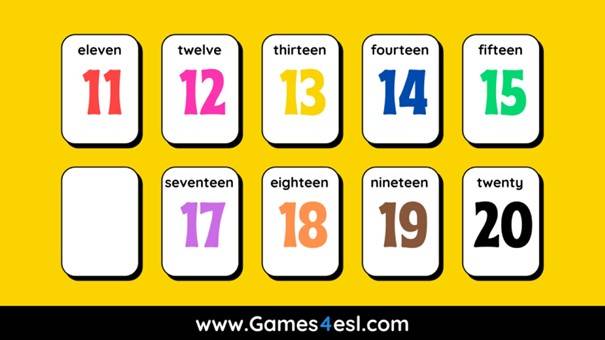 eleven twelve thirteen fourteen fifteen
11 12 13 14 15
seventeen eighteen nineteen twenty
17 18 19 20
www.Games4esl.com